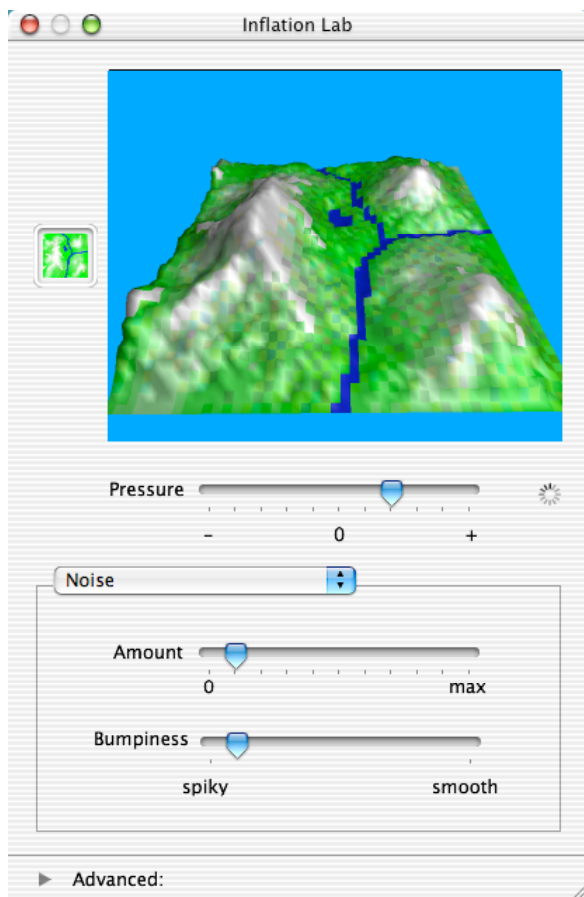 Inflation Lab
Pressure
- 0 +
Noise
Amount
0 max
Bumpiness
spiky smooth
Advanced: